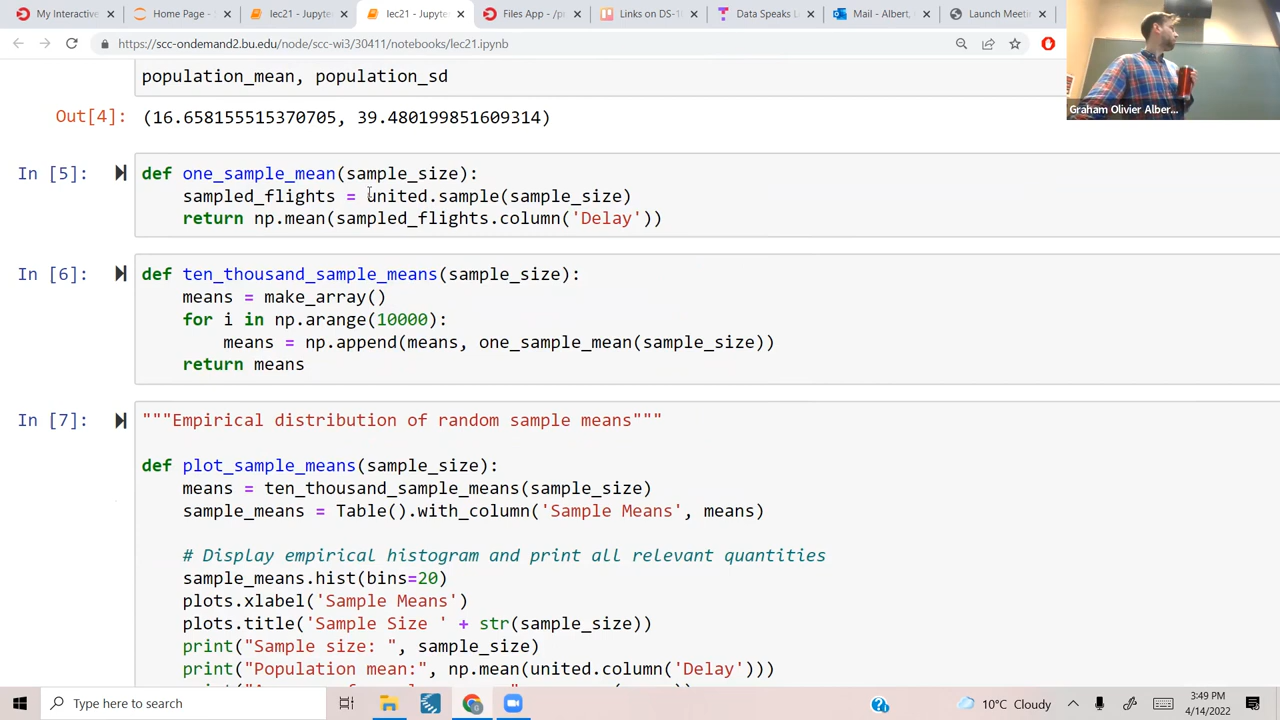 My Interactive
Home Page - S
lec21 - Jupyte
lec21 - Jupyte
Files App - /pr
Links on DS-1
Data Speaks L
Mail - Albert,
Launch Meeti
https://scc-ondemand2.bu.edu/node/scc-wi3/30411/notebooks/lec21.ipynb
Graham Olivier Alber...
population_mean, population_sd
Out[4]: (16.658155515370705, 39.480199851609314)
In [5]: def one_sample_mean(sample_size):
sampled_flights = united.sample(sample_size)
return np.mean(sampled_flights.column('Delay'))
In [6]: def ten_thousand_sample_means(sample_size):
means = make_array()
for i in np.arange(10000):
means = np.append(means, one_sample_mean(sample_size))
return means
In [7]: """Empirical distribution of random sample means"""
def plot_sample_means(sample_size):
means = ten_thousand_sample_means(sample_size)
sample_means = Table().with_column('Sample Means', means)
# Display empirical histogram and print all relevant quantities
sample_means.hist(bins=20)
plots.xlabel('Sample Means')
plots.title('Sample Size ' + str(sample_size))
print("Sample size: ", sample_size)
print("Population mean:", np.mean(united.column('Delay')))
Type here to search
10°C Cloudy
3:49 PM
4/14/2022